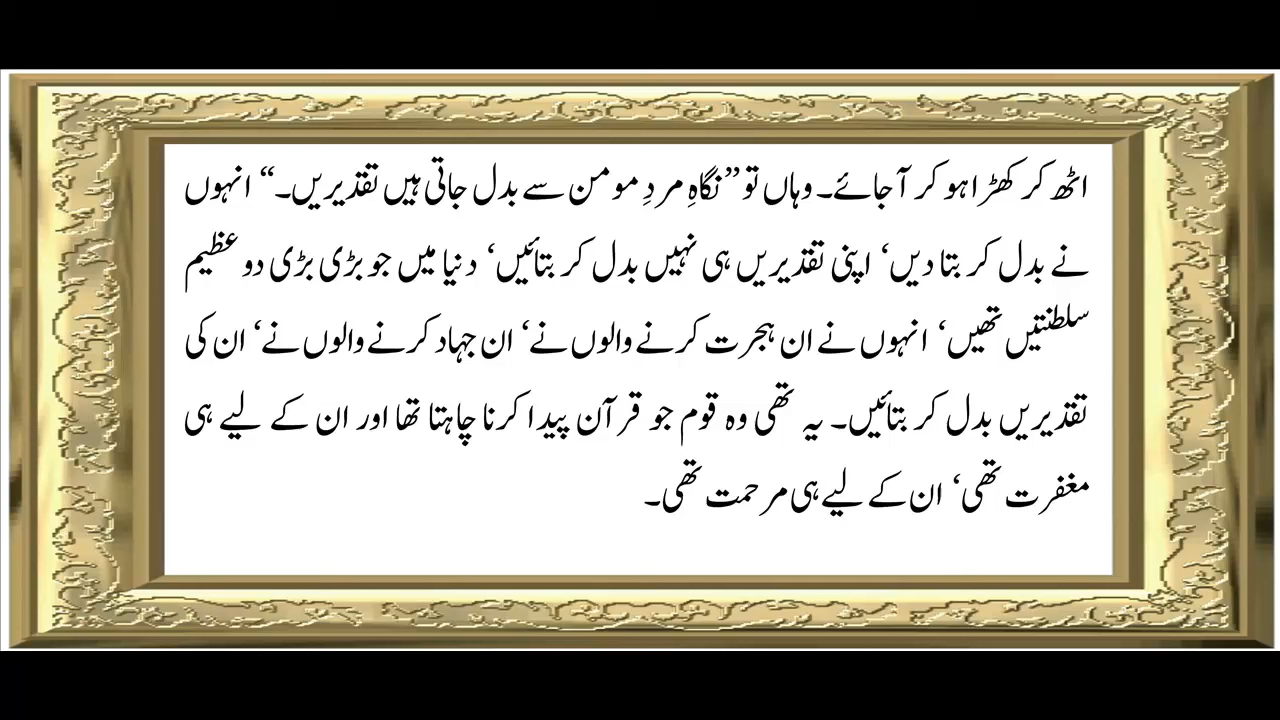 اٹھ کر کھڑا ہو کر آ جائے۔ وہاں تو ”نگاہِ مردِ مومن سے بدل جاتی ہیں تقدیریں۔“ انہوں
نے بدل کر بتا دیں‘ اپنی تقدیریں ہی نہیں بدل کر بتائیں‘ دنیا میں جو بڑی بڑی دو عظیم
سلطنتیں تھیں‘ انہوں نے ان ہجرت کرنے والوں نے‘ ان جہاد کرنے والوں نے‘ ان کی
تقدیریں بدل کر بتائیں۔ یہ تھی وہ قوم جو قرآن پیدا کرنا چاہتا تھا اور ان کے لیے ہی
مغفرت تھی‘ ان کے لیے ہی مرحمت تھی۔